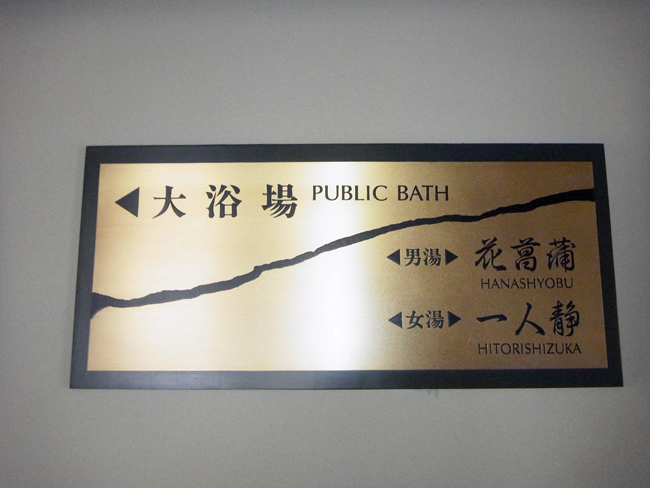 ◀大浴場 PUBLIC BATH
◀男湯▶ 花菖蒲
HANASHYOBU
◀女湯▶ 一人静
HITORISHIZUKA